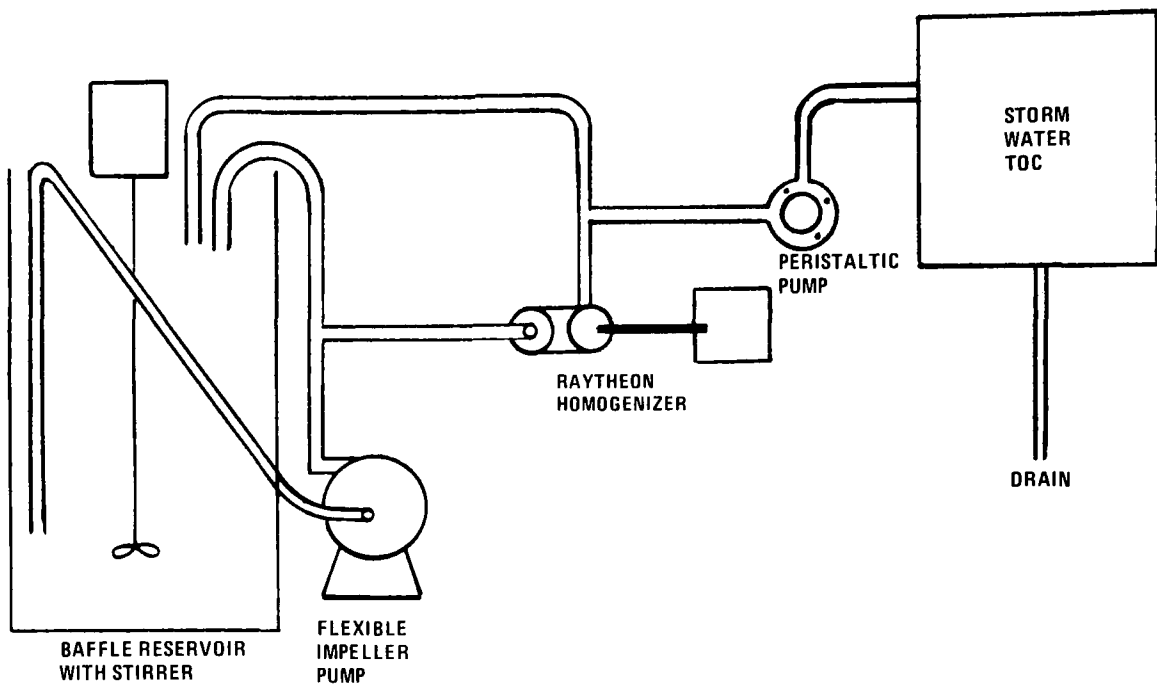 STORM
WATER
TOC
PERISTALTIC
PUMP
RAYTHEON
HOMOGENIZER
DRAIN
BAFFLE RESERVOIR
WITH STIRRER
FLEXIBLE
IMPELLER
PUMP